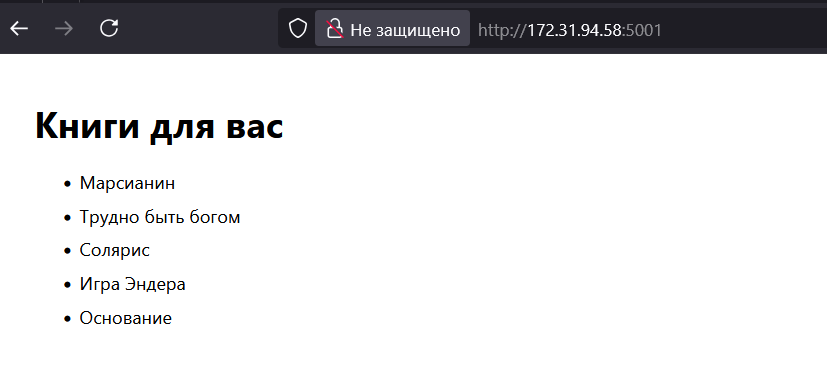 Не защищено http://172.31.94.58:5001
Книги для вас
Марсианин
Трудно быть богом
Солярис
Игра Эндера
Основание